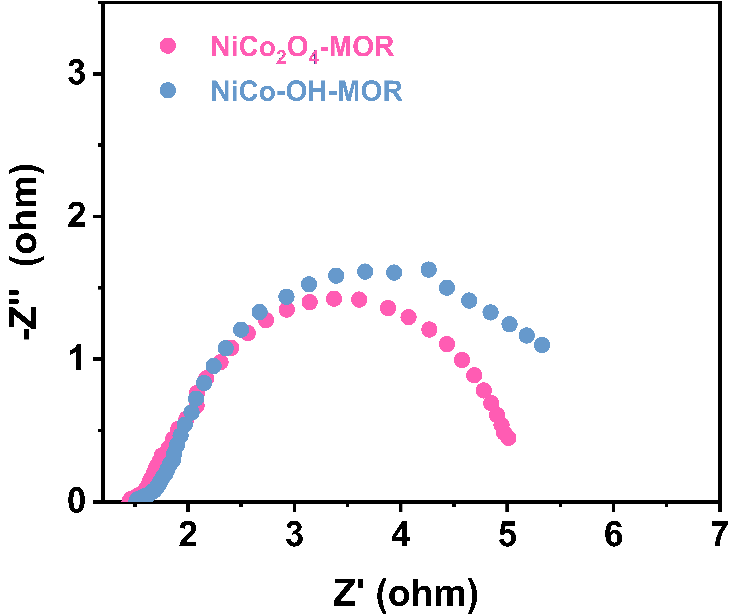 NiCo₂O₄-MOR
NiCo-OH-MOR
3
2
1
0
-Z'' (ohm)
2 3 4 5 6 7
Z' (ohm)